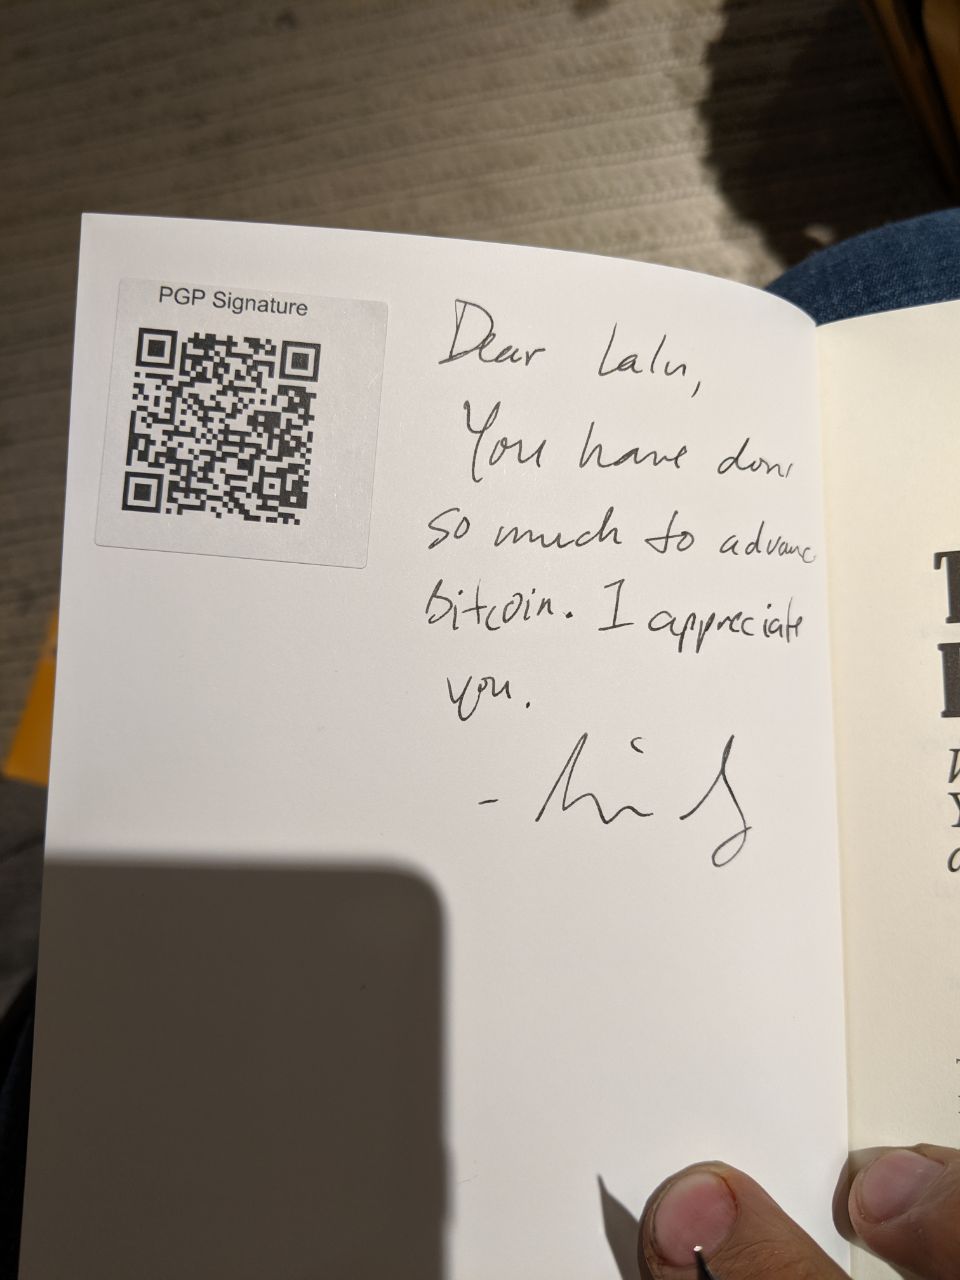 PGP Signature
Dear Lalu,
You have done
so much to advance
bitcoin. I appreciate
you.